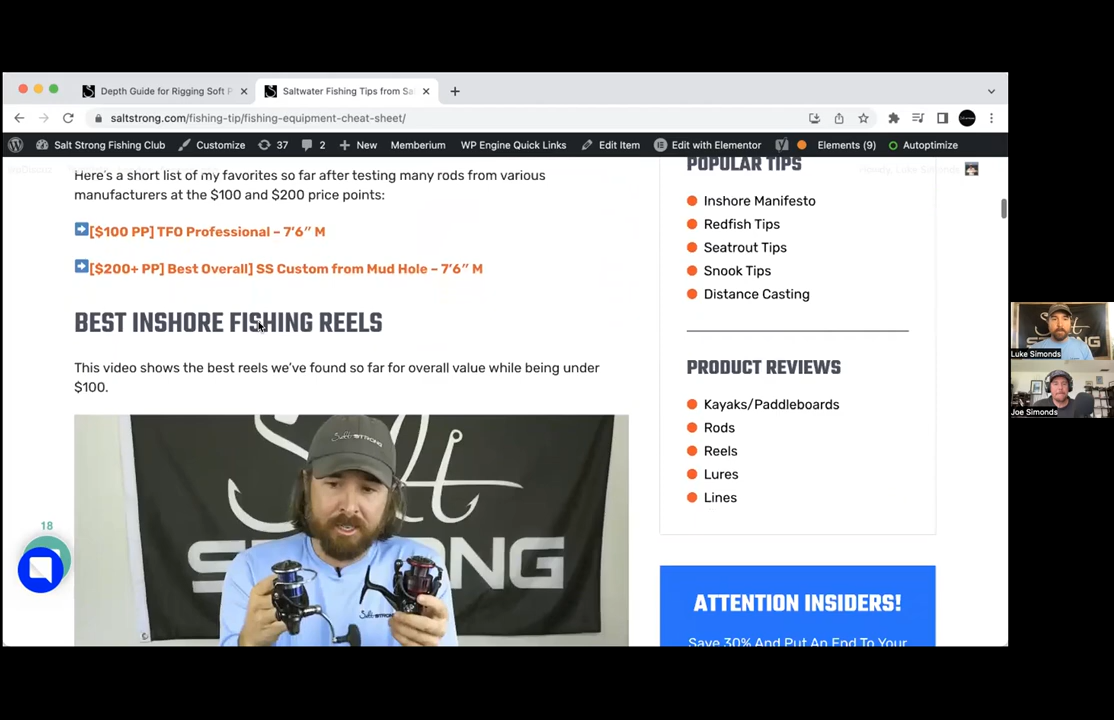 Depth Guide for Rigging Soft P
Saltwater Fishing Tips from Sa
saltstrong.com/fishing-tip/fishing-equipment-cheat-sheet/
Salt Strong Fishing Club
Customize
37
2
New
Memberium
WP Engine Quick Links
Edit Item
Edit with Elementor
Elements (9)
Autoptimize
Here's a short list of my favorites so far after testing many rods from various
manufacturers at the $100 and $200 price points:
[$100 PP] TFO Professional – 7'6" M
[$200+ PP] Best Overall] SS Custom from Mud Hole – 7'6" M
BEST INSHORE FISHING REELS
This video shows the best reels we've found so far for overall value while being under
$100.
Salt
STRONG
18
POPULAR TIPS
Inshore Manifesto
Redfish Tips
Seatrout Tips
Snook Tips
Distance Casting
PRODUCT REVIEWS
Kayaks/Paddleboards
Rods
Reels
Lures
Lines
ATTENTION INSIDERS!
Save 30% And Put An End To Your
Luke Simonds
Joe Simonds